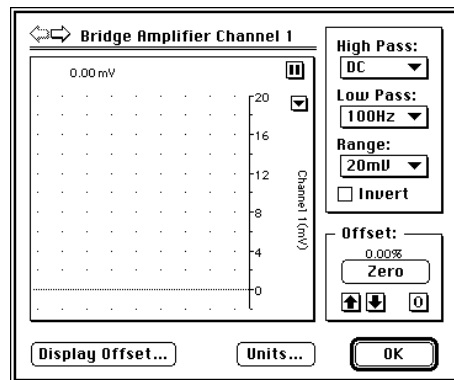 Bridge Amplifier Channel 1
0.00 mV
20
16
12
8
4
0
Channel 1 (mV)
High Pass:
DC
Low Pass:
100Hz
Range:
20mV
Invert
Offset:
0.00%
Zero
0
Display Offset...
Units...
OK